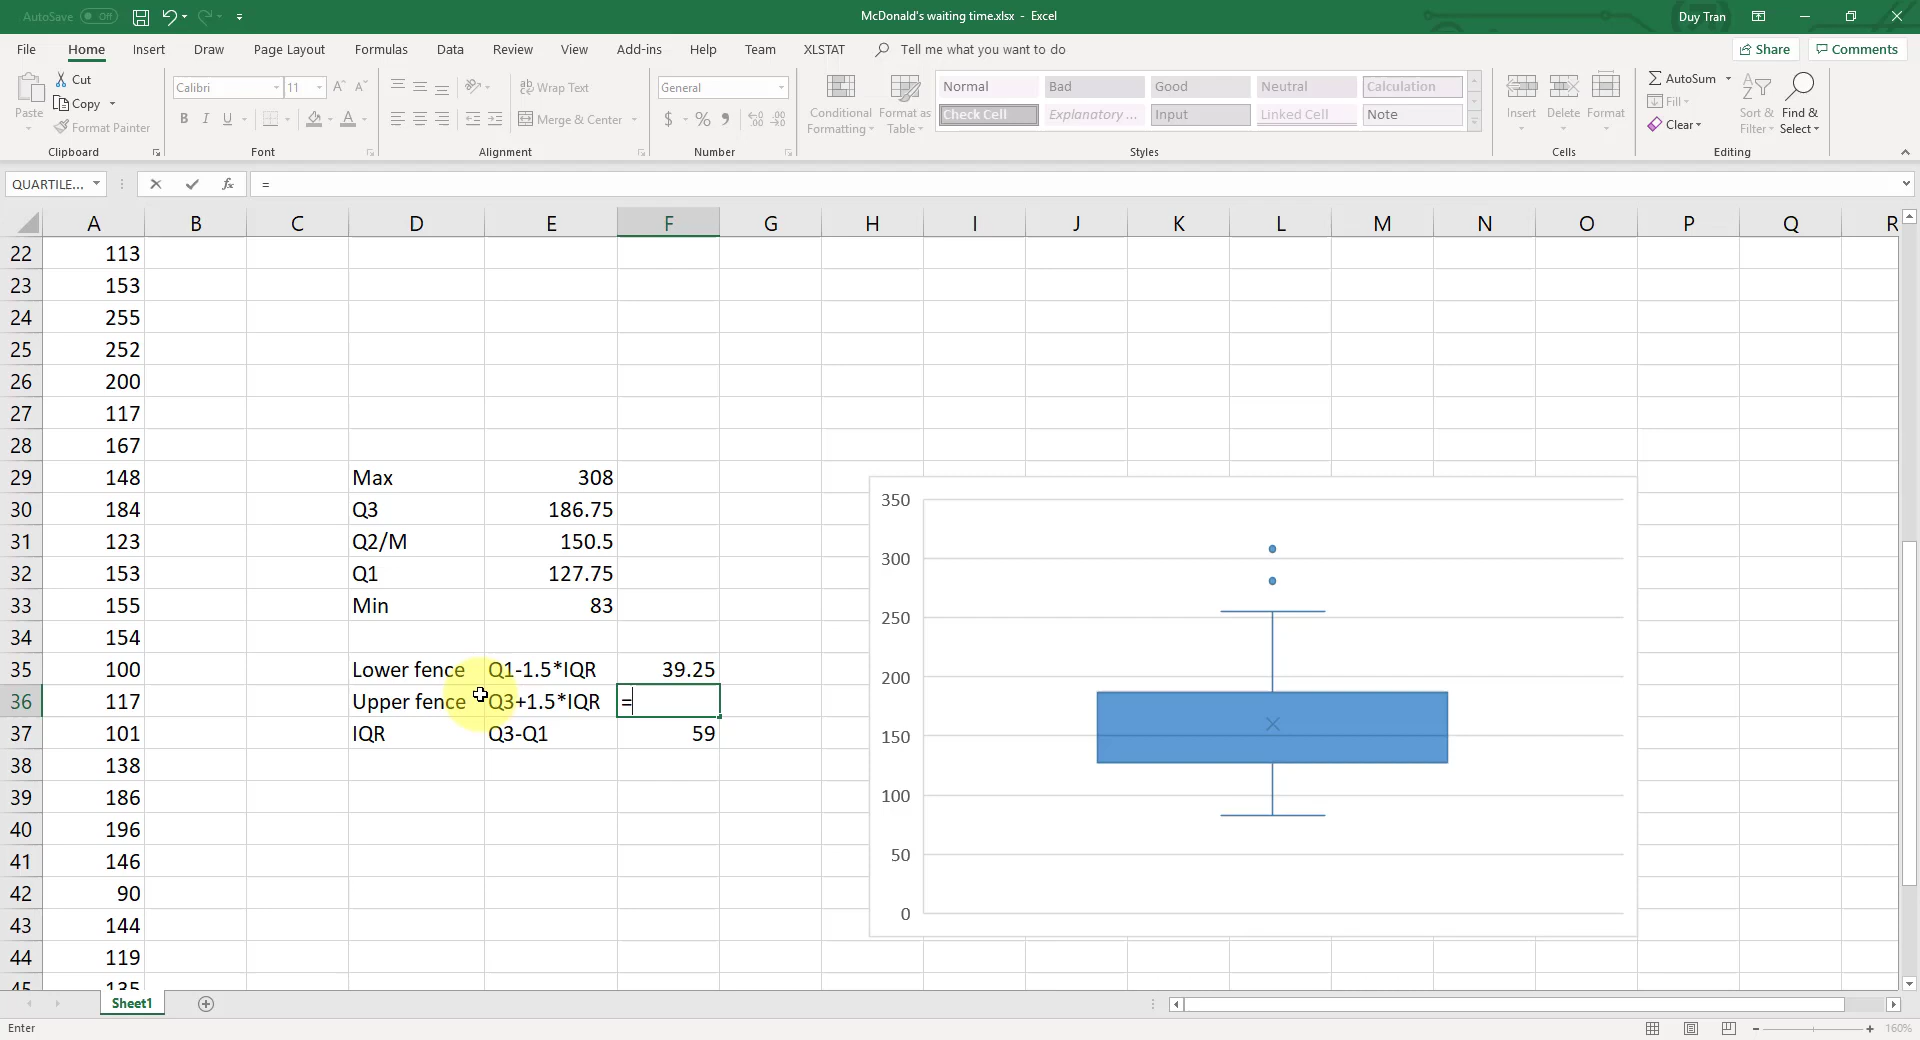 AutoSave Off McDonald's waiting time.xlsx - Excel Duy Tran
File Home Insert Draw Page Layout Formulas Data Review View Add-ins Help Team XLSTAT Tell me what you want to do Share Comments
Paste Cut Copy Format Painter Clipboard
Calibri 11 A A B I U A Font
ab Wrap Text Merge & Center Alignment
General $ % Number
Conditional Formatting Format as Table
Normal Bad Good Neutral Calculation
Check Cell Explanatory ... Input Linked Cell Note
Styles
Insert Delete Format Cells
AutoSum Fill Clear Sort & Filter Find & Select Editing
QUARTILE... fx =
A B C D E F G H I J K L M N O P Q R
22 113
23 153
24 255
25 252
26 200
27 117
28 167
29 148 Max 308
30 184 Q3 186.75
31 123 Q2/M 150.5
32 153 Q1 127.75
33 155 Min 83
34 154
35 100 Lower fence Q1-1.5*IQR 39.25
36 117 Upper fence Q3+1.5*IQR =
37 101 IQR Q3-Q1 59
38 138
39 186
40 196
41 146
42 90
43 144
44 119
45 135
350
300
250
200
150
100
50
0
Sheet1
Enter 160%